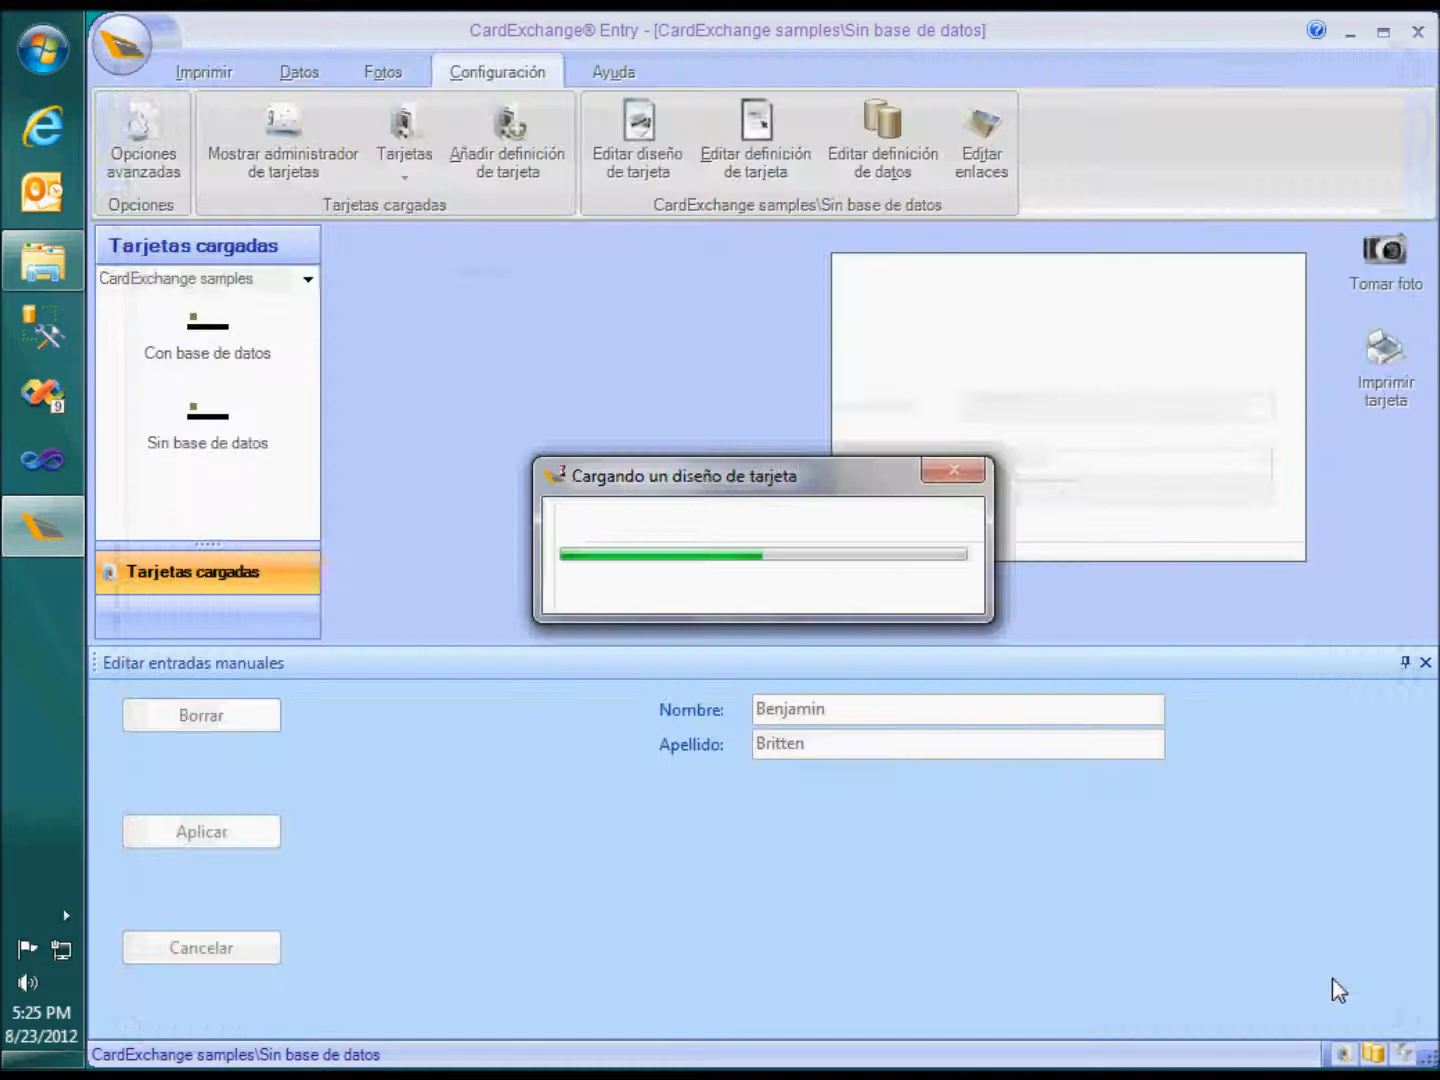 CardExchange® Entry - [CardExchange samples\Sin base de datos]
Imprimir Datos Fotos Configuración Ayuda
Opciones avanzadas
Mostrar administrador de tarjetas
Tarjetas
Añadir definición de tarjeta
Editar diseño de tarjeta
Editar definición de tarjeta
Editar definición de datos
Editar enlaces
Opciones
Tarjetas cargadas
CardExchange samples\Sin base de datos
Tarjetas cargadas
CardExchange samples
Con base de datos
Sin base de datos
Tarjetas cargadas
Tomar foto
Imprimir tarjeta
Cargando un diseño de tarjeta
Editar entradas manuales
Borrar
Aplicar
Cancelar
Nombre: Benjamin
Apellido: Britten
9
5:25 PM
8/23/2012
CardExchange samples\Sin base de datos